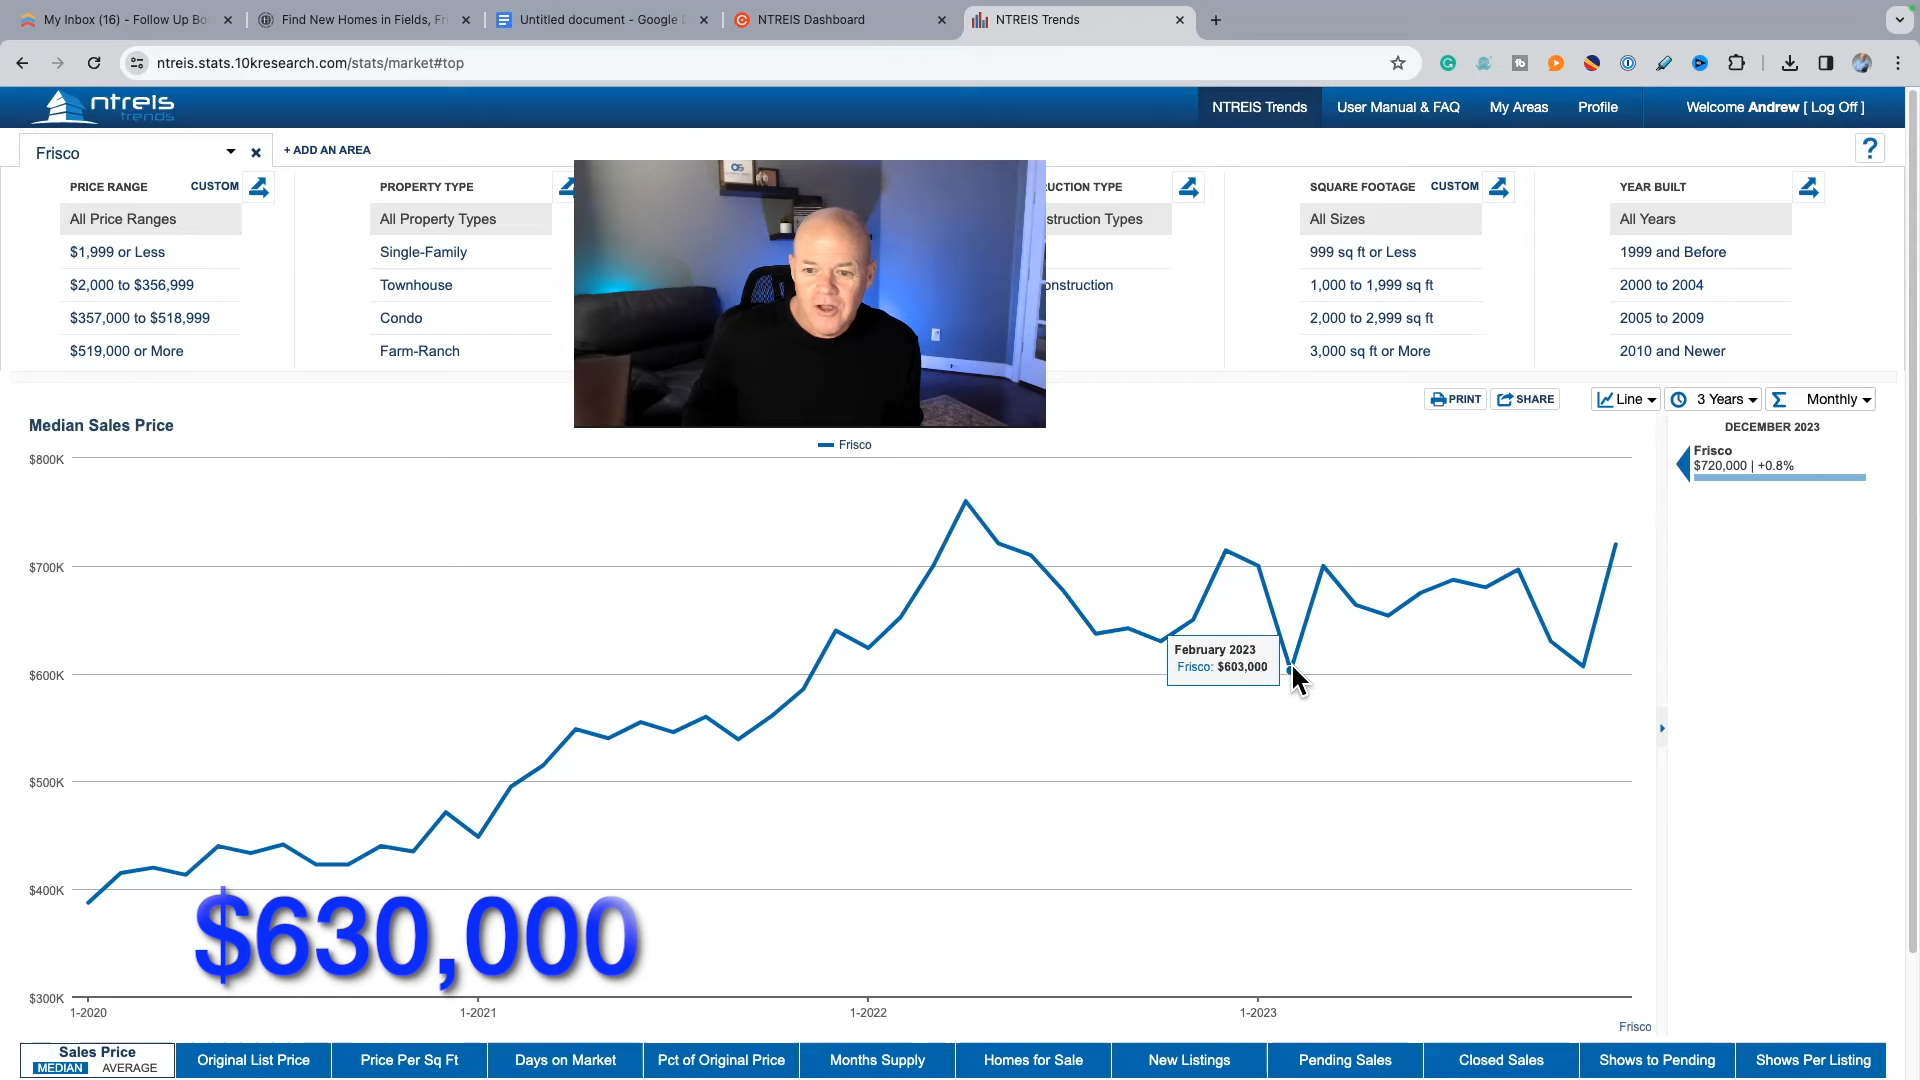 My Inbox (16) - Follow Up Bo
Find New Homes in Fields, Fr
Untitled document - Google
NTREIS Dashboard
NTREIS Trends
ntreis.stats.10kresearch.com/stats/market#top
ntreis
trends
NTREIS Trends
User Manual & FAQ
My Areas
Profile
Welcome Andrew [ Log Off ]
Frisco
+ ADD AN AREA
?
PRICE RANGE
CUSTOM
All Price Ranges
$1,999 or Less
$2,000 to $356,999
$357,000 to $518,999
$519,000 or More
PROPERTY TYPE
All Property Types
Single-Family
Townhouse
Condo
Farm-Ranch
RUCTION TYPE
struction Types
onstruction
SQUARE FOOTAGE
CUSTOM
All Sizes
999 sq ft or Less
1,000 to 1,999 sq ft
2,000 to 2,999 sq ft
3,000 sq ft or More
YEAR BUILT
All Years
1999 and Before
2000 to 2004
2005 to 2009
2010 and Newer
PRINT
SHARE
Line
3 Years
Monthly
Median Sales Price
Frisco
DECEMBER 2023
Frisco
$720,000 | +0.8%
$800K
$700K
$600K
$500K
$400K
$300K
February 2023
Frisco: $603,000
$630,000
1-2020
1-2021
1-2022
1-2023
Frisco
Sales Price
MEDIAN AVERAGE
Original List Price
Price Per Sq Ft
Days on Market
Pct of Original Price
Months Supply
Homes for Sale
New Listings
Pending Sales
Closed Sales
Shows to Pending
Shows Per Listing